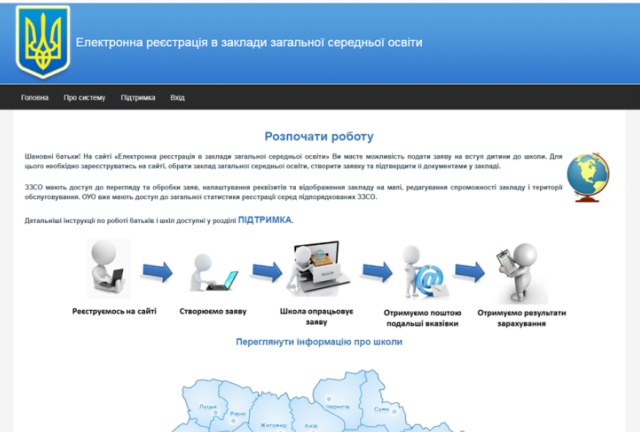 Електронна реєстрація в заклади загальної середньої освіти
Головна Про систему Підтримка Вхід
Розпочати роботу
Шановні батьки! На сайті «Електронна реєстрація в заклади загальної середньої освіти» Ви маєте можливість подати заяву на вступ дитини до школи. Для
цього необхідно зареєструватись на сайті, обрати заклад загальної середньої освіти, створити заявку та підтвердити її документами у закладі.
ЗЗСО мають доступ до перегляду та обробки заяв, налаштування реквізитів та відображення закладу на мапі, редагування спроможності закладу і території
обслуговування. ОУО вже мають доступ до загальної статистики реєстрації серед підпорядкованих ЗЗСО.
Детальніші інструкції по роботі батьків і шкіл доступні у розділі ПІДТРИМКА.
Реєструємось на сайті
Створюємо заяву
Школа опрацьовує
заяву
Отримуємо поштою
подальші вказівки
Отримуємо результати
зарахування
Переглянути інформацію про школи
Луцьк
Рівне
Житомир
Київ
Чернігів
Суми